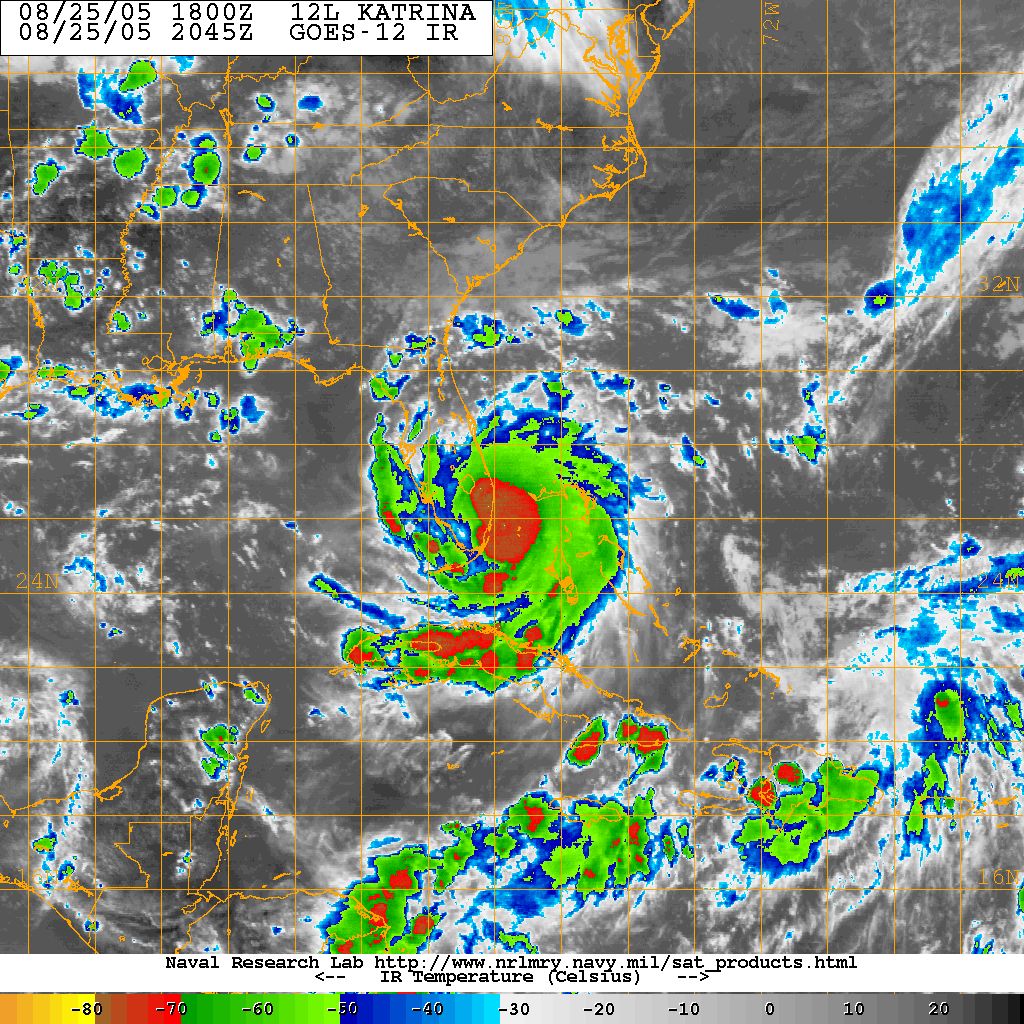 08/25/05 1800Z 12L KATRINA
08/25/05 2045Z GOES-12 IR
72W
32N
24N
24N
16N
Naval Research Lab http://www.nrlmry.navy.mil/sat_products.html
<-- IR Temperature (Celsius) -->
-80 -70 -60 -50 -40 -30 -20 -10 0 10 20